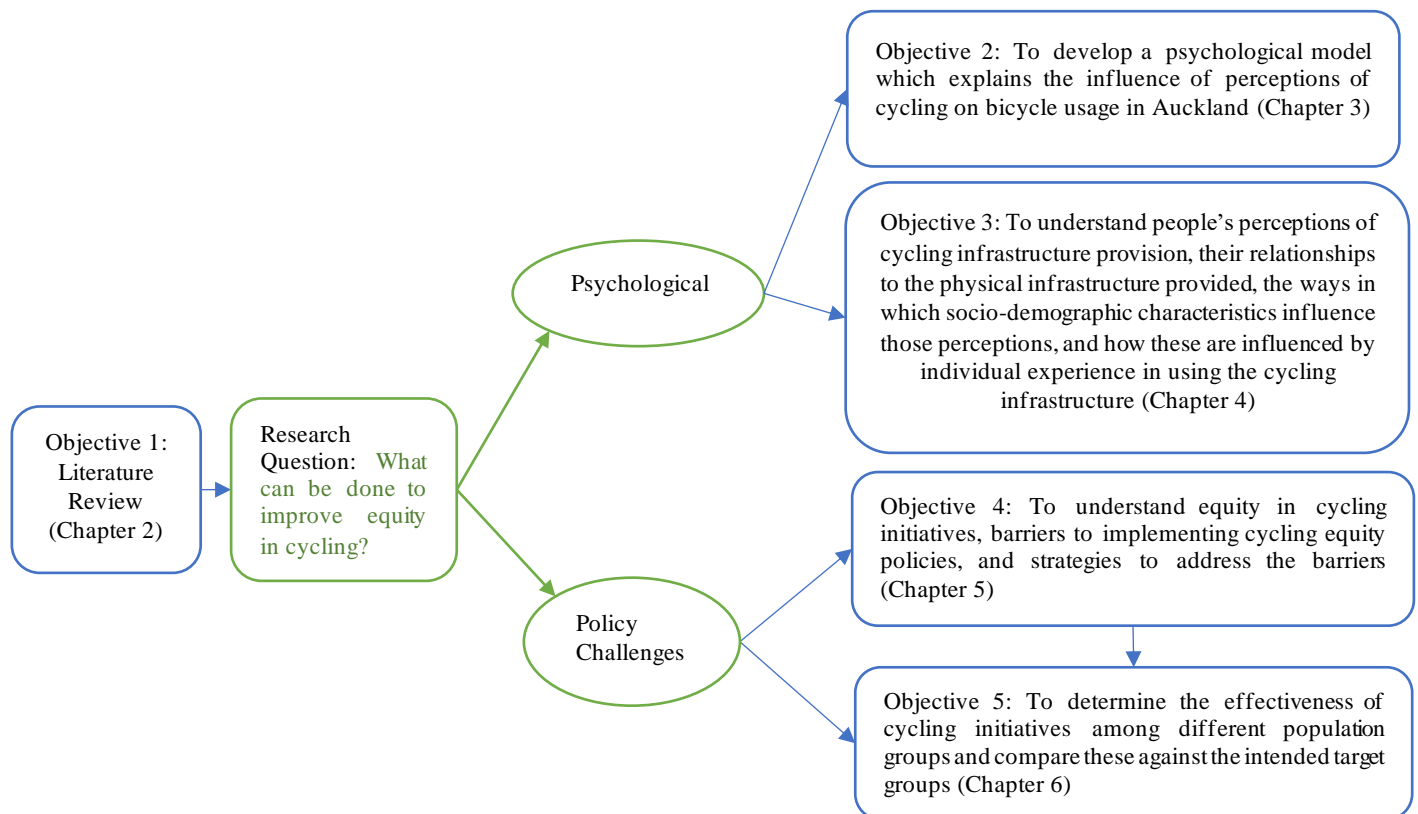 Objective 1:
Literature
Review
(Chapter 2)
Research
Question: What
can be done to
improve equity
in cycling?
Psychological
Policy
Challenges
Objective 2: To develop a psychological model
which explains the influence of perceptions of
cycling on bicycle usage in Auckland (Chapter 3)
Objective 3: To understand people’s perceptions of
cycling infrastructure provision, their relationships
to the physical infrastructure provided, the ways in
which socio-demographic characteristics influence
those perceptions, and how these are influenced by
individual experience in using the cycling
infrastructure (Chapter 4)
Objective 4: To understand equity in cycling
initiatives, barriers to implementing cycling equity
policies, and strategies to address the barriers
(Chapter 5)
Objective 5: To determine the effectiveness of
cycling initiatives among different population
groups and compare these against the intended target
groups (Chapter 6)